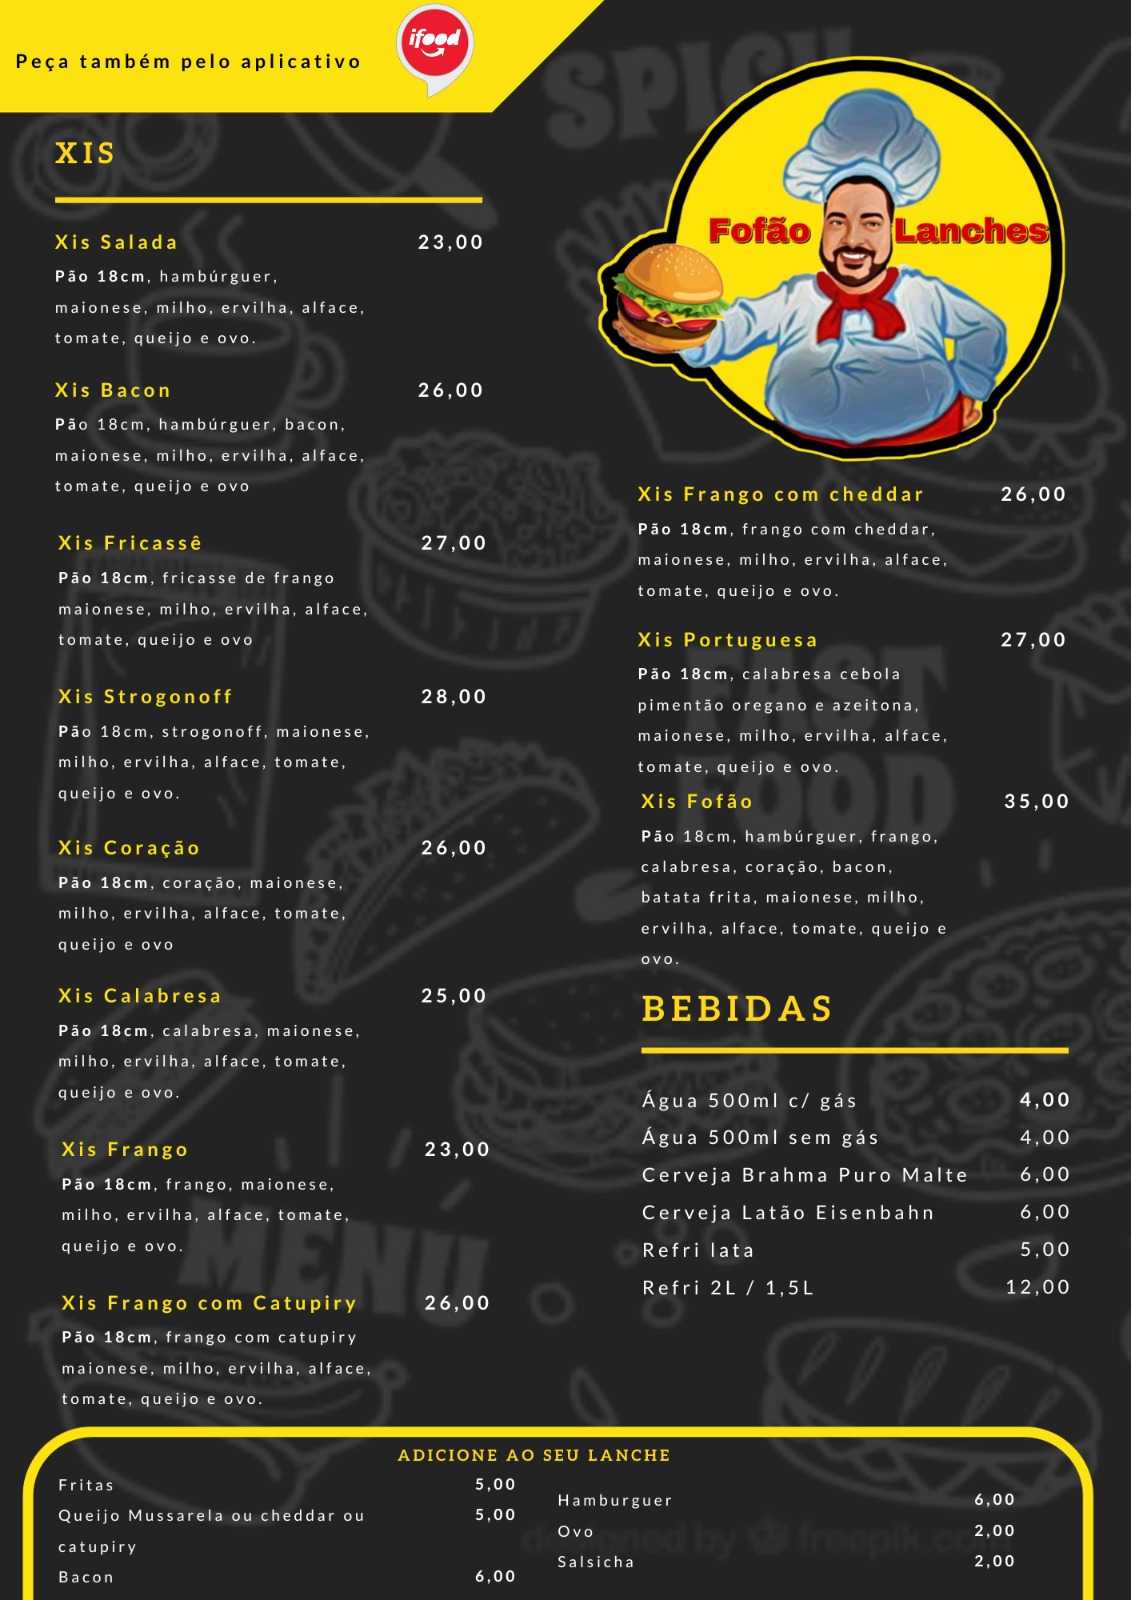 Peça também pelo aplicativo
ifood
XIS
Xis Salada 23,00
Pão 18cm, hambúrguer,
maionese, milho, ervilha, alface,
tomate, queijo e ovo.
Xis Bacon 26,00
Pão 18cm, hambúrguer, bacon,
maionese, milho, ervilha, alface,
tomate, queijo e ovo
Xis Fricassê 27,00
Pão 18cm, fricasse de frango
maionese, milho, ervilha, alface,
tomate, queijo e ovo
Xis Strogonoff 28,00
Pão 18cm, strogonoff, maionese,
milho, ervilha, alface, tomate,
queijo e ovo.
Xis Coração 26,00
Pão 18cm, coração, maionese,
milho, ervilha, alface, tomate,
queijo e ovo
Xis Calabresa 25,00
Pão 18cm, calabresa, maionese,
milho, ervilha, alface, tomate,
queijo e ovo.
Xis Frango 23,00
Pão 18cm, frango, maionese,
milho, ervilha, alface, tomate,
queijo e ovo.
Xis Frango com Catupiry 26,00
Pão 18cm, frango com catupiry
maionese, milho, ervilha, alface,
tomate, queijo e ovo.
SPICY
Fofão Lanches
Xis Frango com cheddar 26,00
Pão 18cm, frango com cheddar,
maionese, milho, ervilha, alface,
tomate, queijo e ovo.
Xis Portuguesa 27,00
Pão 18cm, calabresa cebola
pimentão oregano e azeitona,
maionese, milho, ervilha, alface,
tomate, queijo e ovo.
Xis Fofão 35,00
Pão 18cm, hambúrguer, frango,
calabresa, coração, bacon,
batata frita, maionese, milho,
ervilha, alface, tomate, queijo e
ovo.
FAST
FOOD
BEBIDAS
Água 500ml c/ gás 4,00
Água 500ml sem gás 4,00
Cerveja Brahma Puro Malte 6,00
Cerveja Latão Eisenbahn 6,00
Refri lata 5,00
Refri 2L / 1,5L 12,00
MENU
ADICIONE AO SEU LANCHE
Fritas 5,00
Queijo Mussarela ou cheddar ou 5,00
catupiry
Bacon 6,00
Hamburguer 6,00
Ovo 2,00
Salsicha 2,00
designed by freepik.com